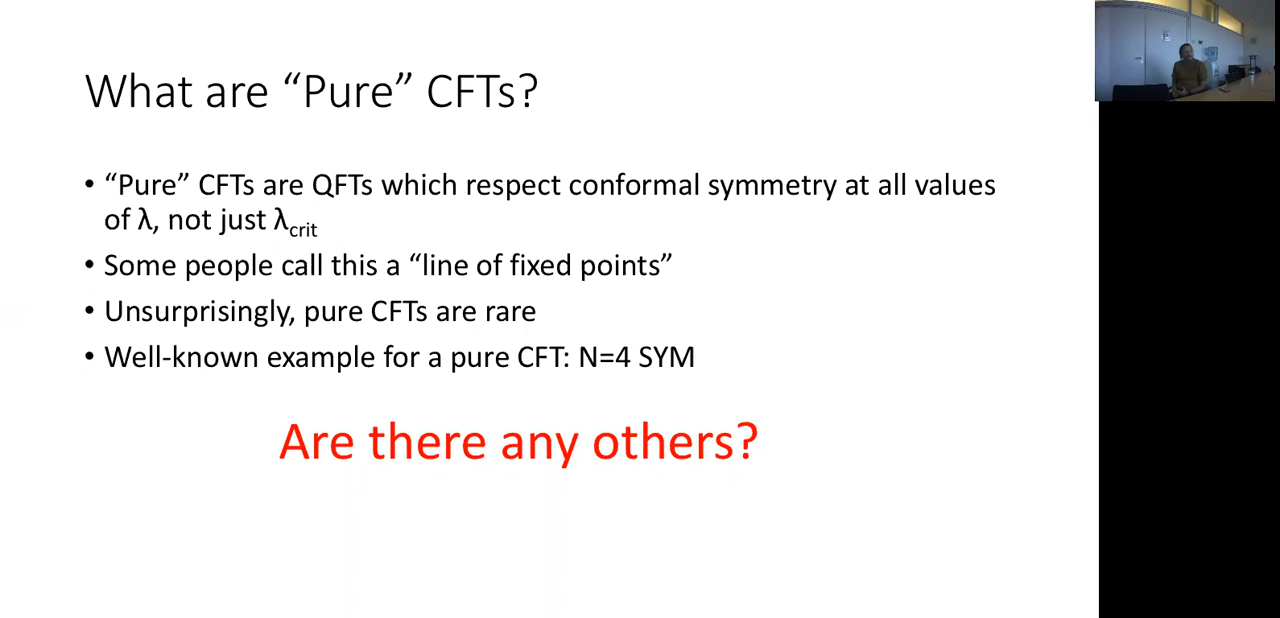 What are “Pure” CFTs?
• “Pure” CFTs are QFTs which respect conformal symmetry at all values
of λ, not just λcrit
• Some people call this a “line of fixed points”
• Unsurprisingly, pure CFTs are rare
• Well-known example for a pure CFT: N=4 SYM
Are there any others?